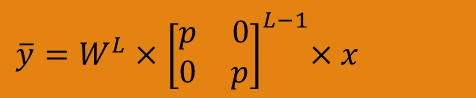 ȳ = W^L × [p 0; 0 p]^{L−1} × x